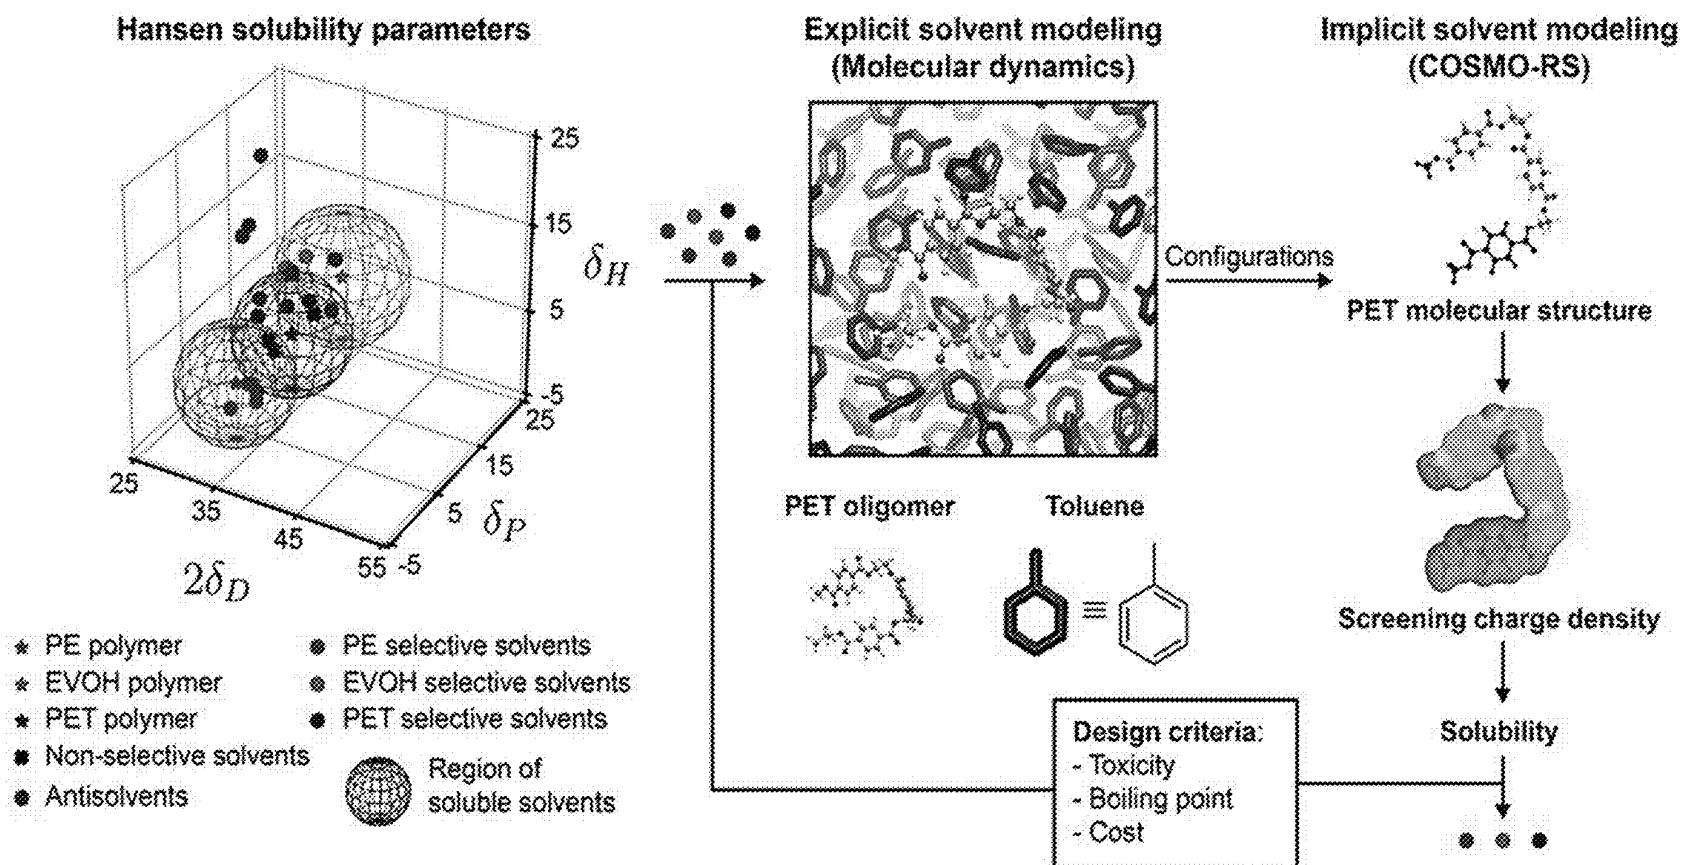 Hansen solubility parameters
25
15
5
-5
δH
25
15
5
-5
δP
25
35
45
55
2δD
★ PE polymer
★ EVOH polymer
★ PET polymer
■ Non-selective solvents
● Antisolvents
● PE selective solvents
● EVOH selective solvents
● PET selective solvents
Region of
soluble solvents
Explicit solvent modeling
(Molecular dynamics)
Configurations
PET oligomer
Toluene
≡
Implicit solvent modeling
(COSMO-RS)
PET molecular structure
Screening charge density
Solubility
Design criteria:
- Toxicity
- Boiling point
- Cost